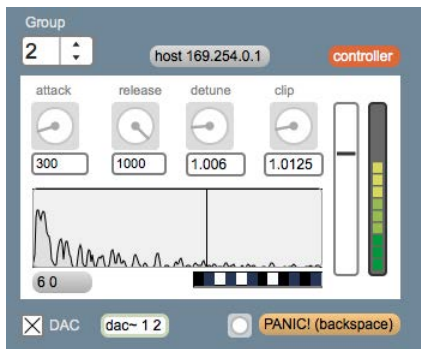 Group
2
host 169.254.0.1
controller
attack release detune clip
300 1000 1.006 1.0125
6 0
DAC dac~ 1 2 PANIC! (backspace)